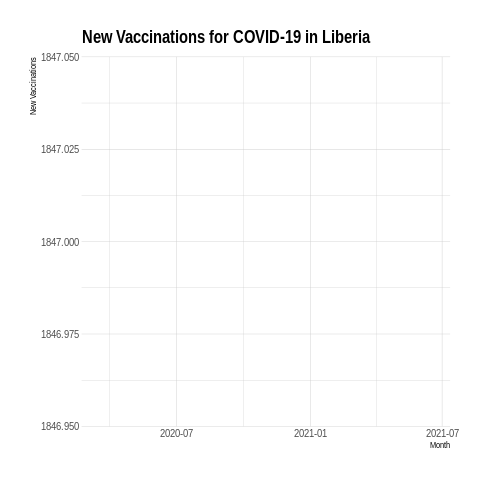 New Vaccinations for COVID-19 in Liberia
New Vaccinations
1847.050
1847.025
1847.000
1846.975
1846.950
2020-07 2021-01 2021-07
Month